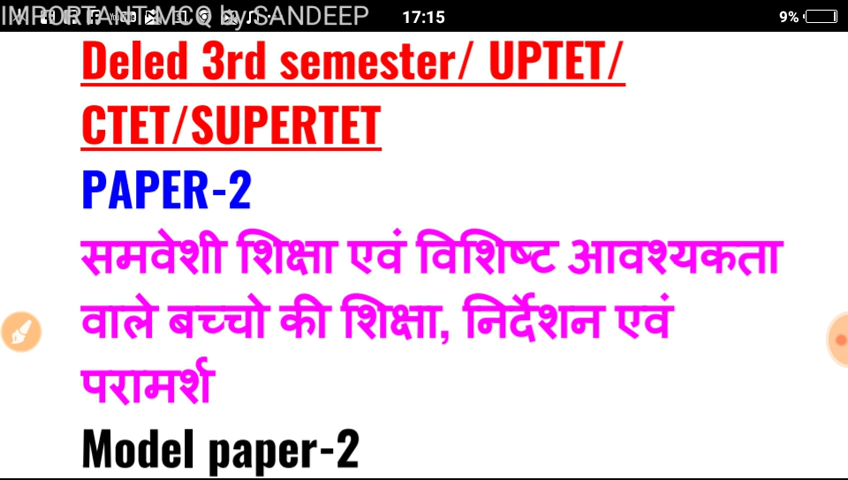 IMPORTANT MCQ by SANDEEP 17:15 9%
Deled 3rd semester/ UPTET/
CTET/SUPERTET
PAPER-2
समवेशी शिक्षा एवं विशिष्ट आवश्यकता
वाले बच्चो की शिक्षा, निर्देशन एवं
परामर्श
Model paper-2